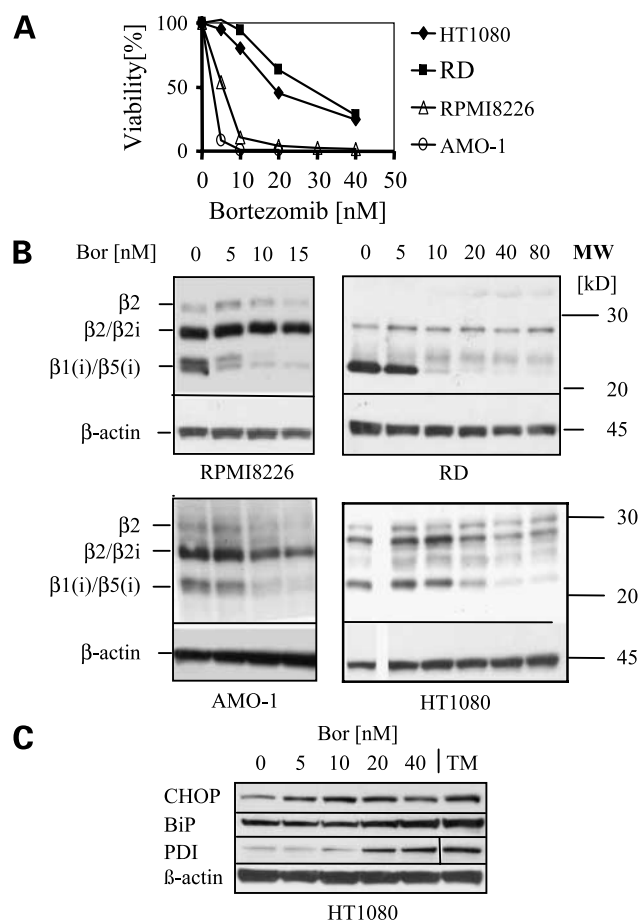 A
Viability[%]
100
50
0
0 10 20 30 40 50
Bortezomib [nM]
HT1080
RD
RPMI8226
AMO-1
B
Bor [nM] 0 5 10 15
0 5 10 20 40 80 MW
[kD]
β2
β2/β2i
β1(i)/β5(i)
β-actin
30
20
45
RPMI8226 RD
β2
β2/β2i
β1(i)/β5(i)
β-actin
30
20
45
AMO-1 HT1080
C
Bor [nM]
0 5 10 20 40 TM
CHOP
BiP
PDI
ß-actin
HT1080